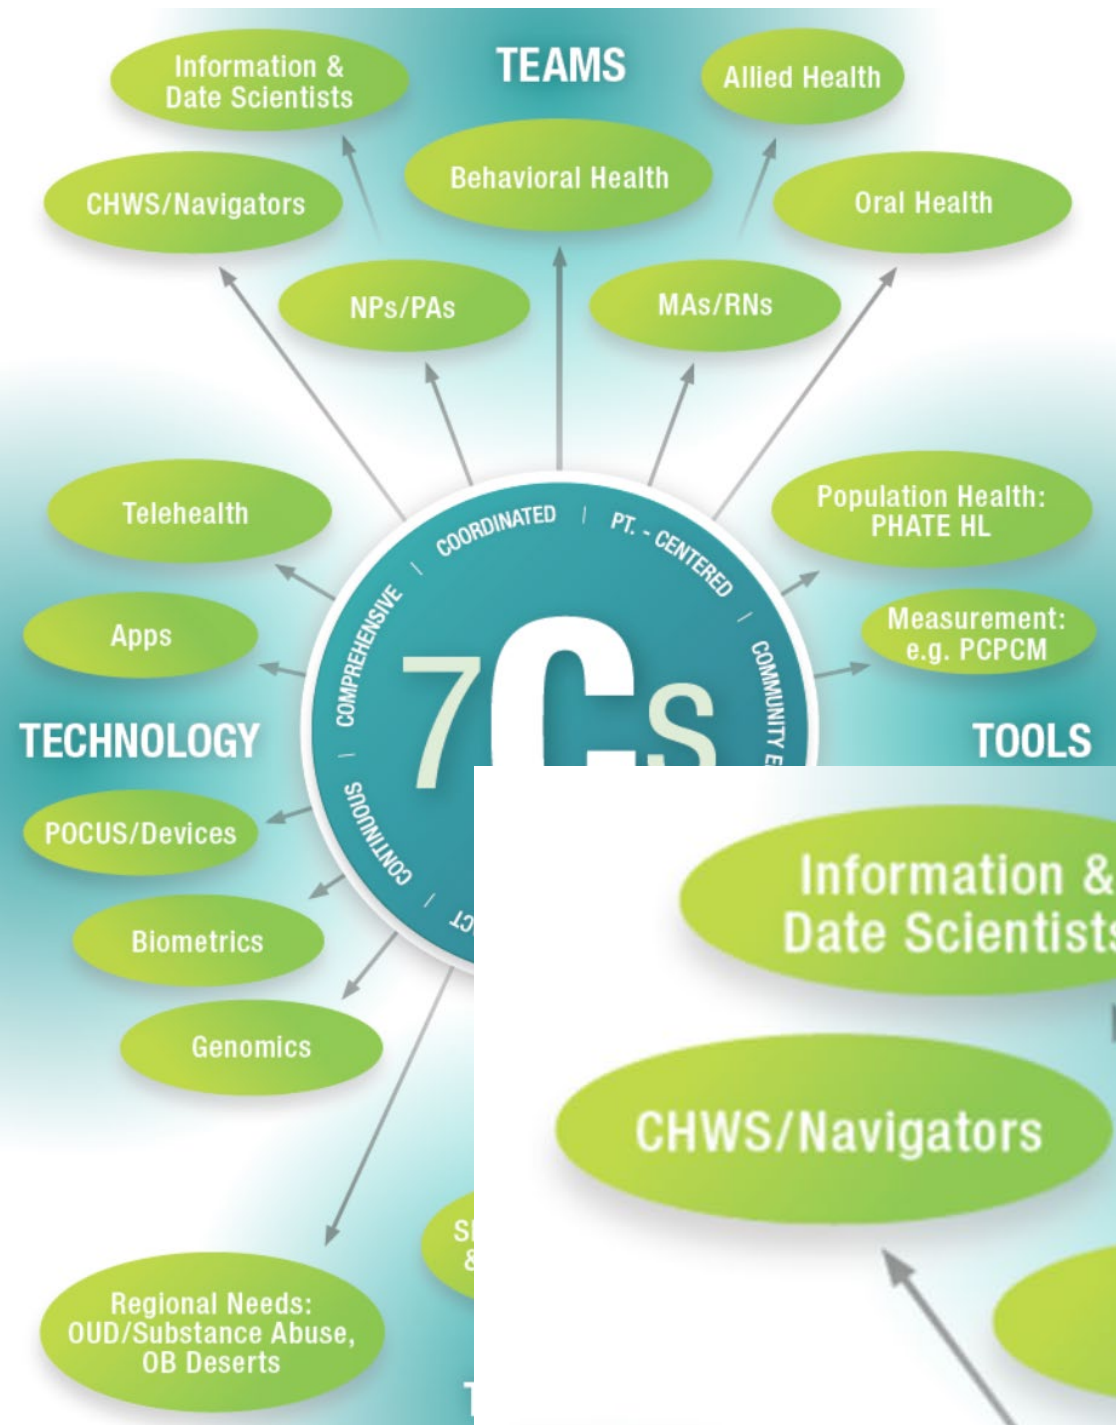 TEAMS
Information &
Date Scientists
Allied Health
CHWS/Navigators
Behavioral Health
Oral Health
NPs/PAs
MAs/RNs
Telehealth
Apps
TECHNOLOGY
POCUS/Devices
Biometrics
Genomics
Population Health:
PHATE HL
Measurement:
e.g. PCPCM
TOOLS
CONTINUOUS | COMPREHENSIVE | COORDINATED | PT. - CENTERED | COMMUNITY
7Cs
&
Regional Needs:
OUD/Substance Abuse,
OB Deserts
Information &
Date Scientists
CHWS/Navigators